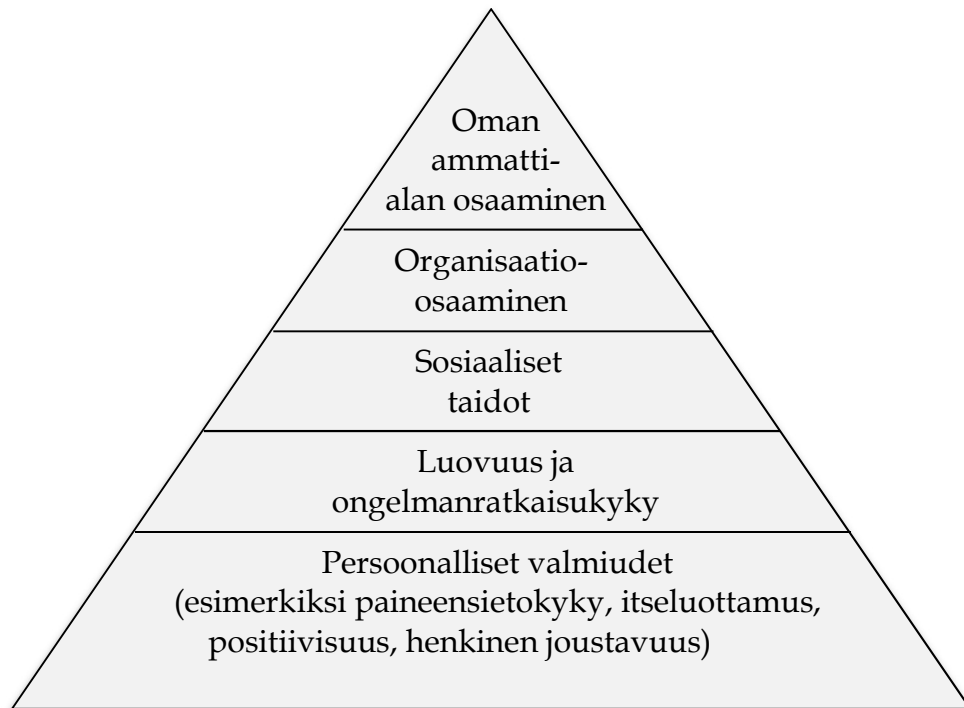 Oman
ammatti-
alan osaaminen
Organisaatio-
osaaminen
Sosiaaliset
taidot
Luovuus ja
ongelmanratkaisukyky
Persoonalliset valmiudet
(esimerkiksi paineensietokyky, itseluottamus,
positiivisuus, henkinen joustavuus)